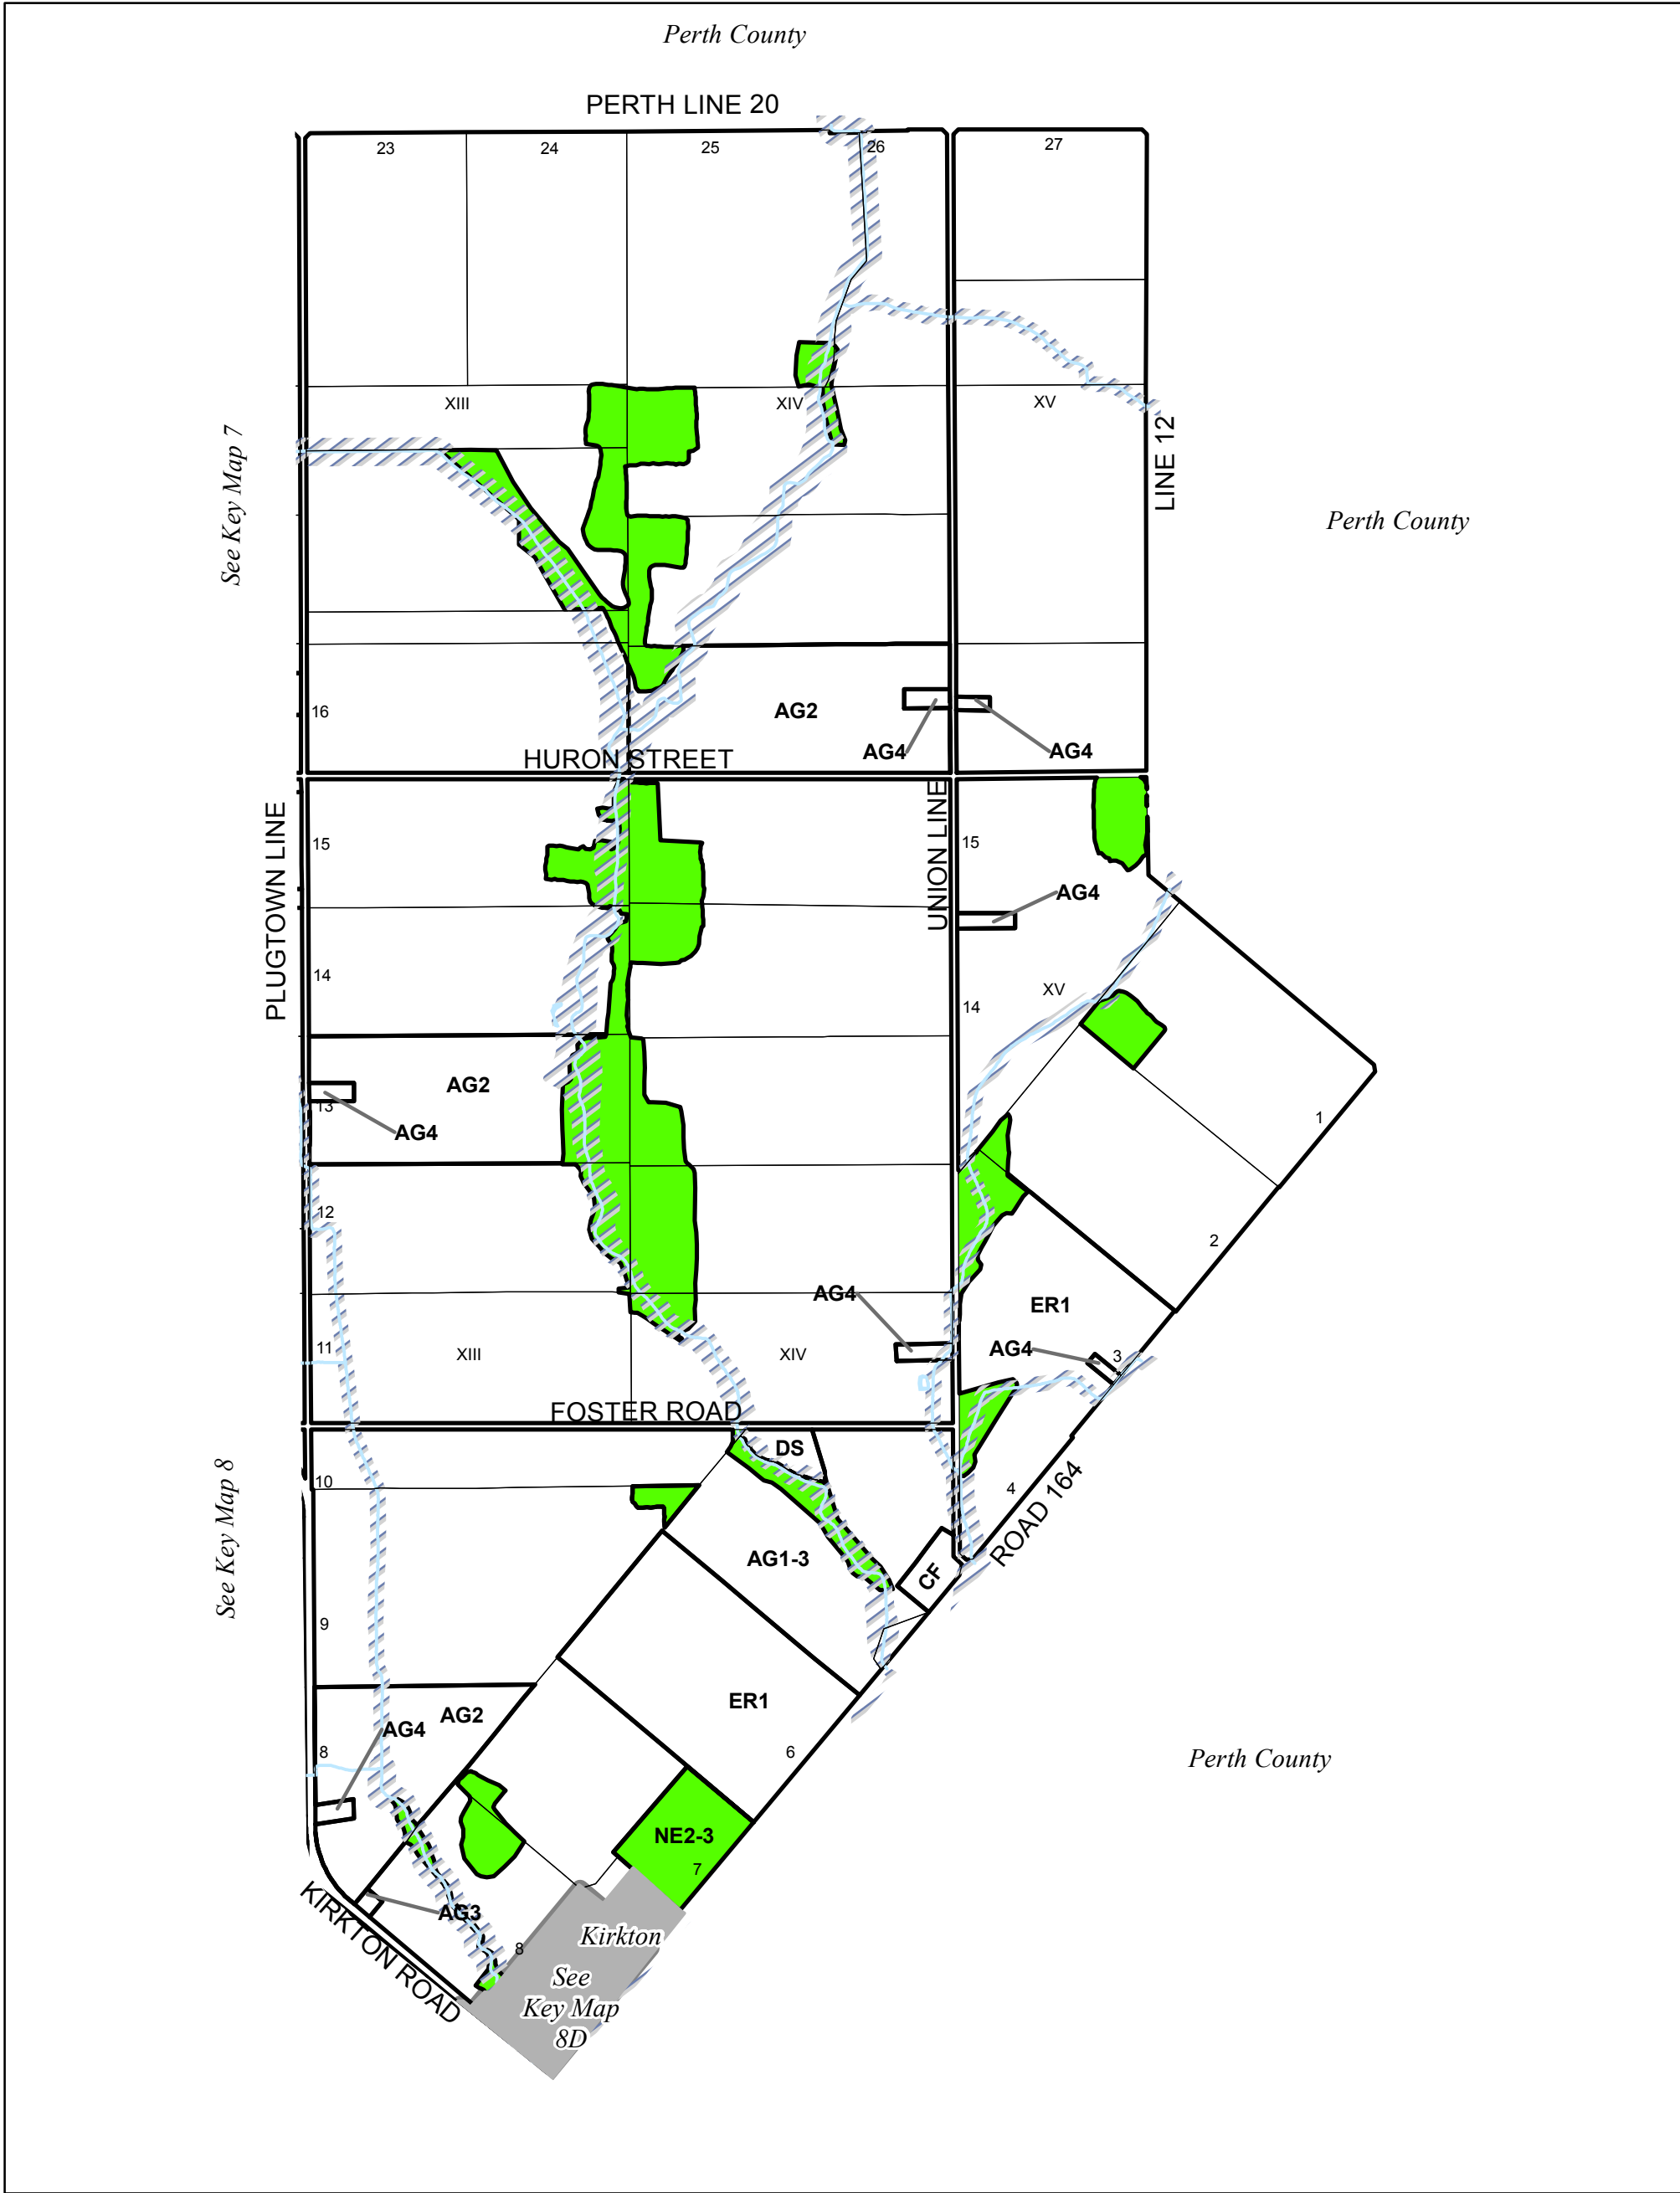 Perth County
PERTH LINE 20
23
24
25
26
27
XIII
XIV
XV
See Key Map 7
LINE 12
Perth County
16
AG2
AG4
AG4
HURON STREET
PLUGTOWN LINE
UNION LINE
15
15
AG4
14
XV
14
AG2
13
AG4
1
12
2
AG4
ER1
11
XIII
XIV
AG4
3
FOSTER ROAD
DS
See Key Map 8
10
4
ROAD 164
AG1-3
CF
9
ER1
AG2
AG4
8
6
Perth County
NE2-3
7
AG3
KIRKTON ROAD
8
Kirkton
See
Key Map
8D